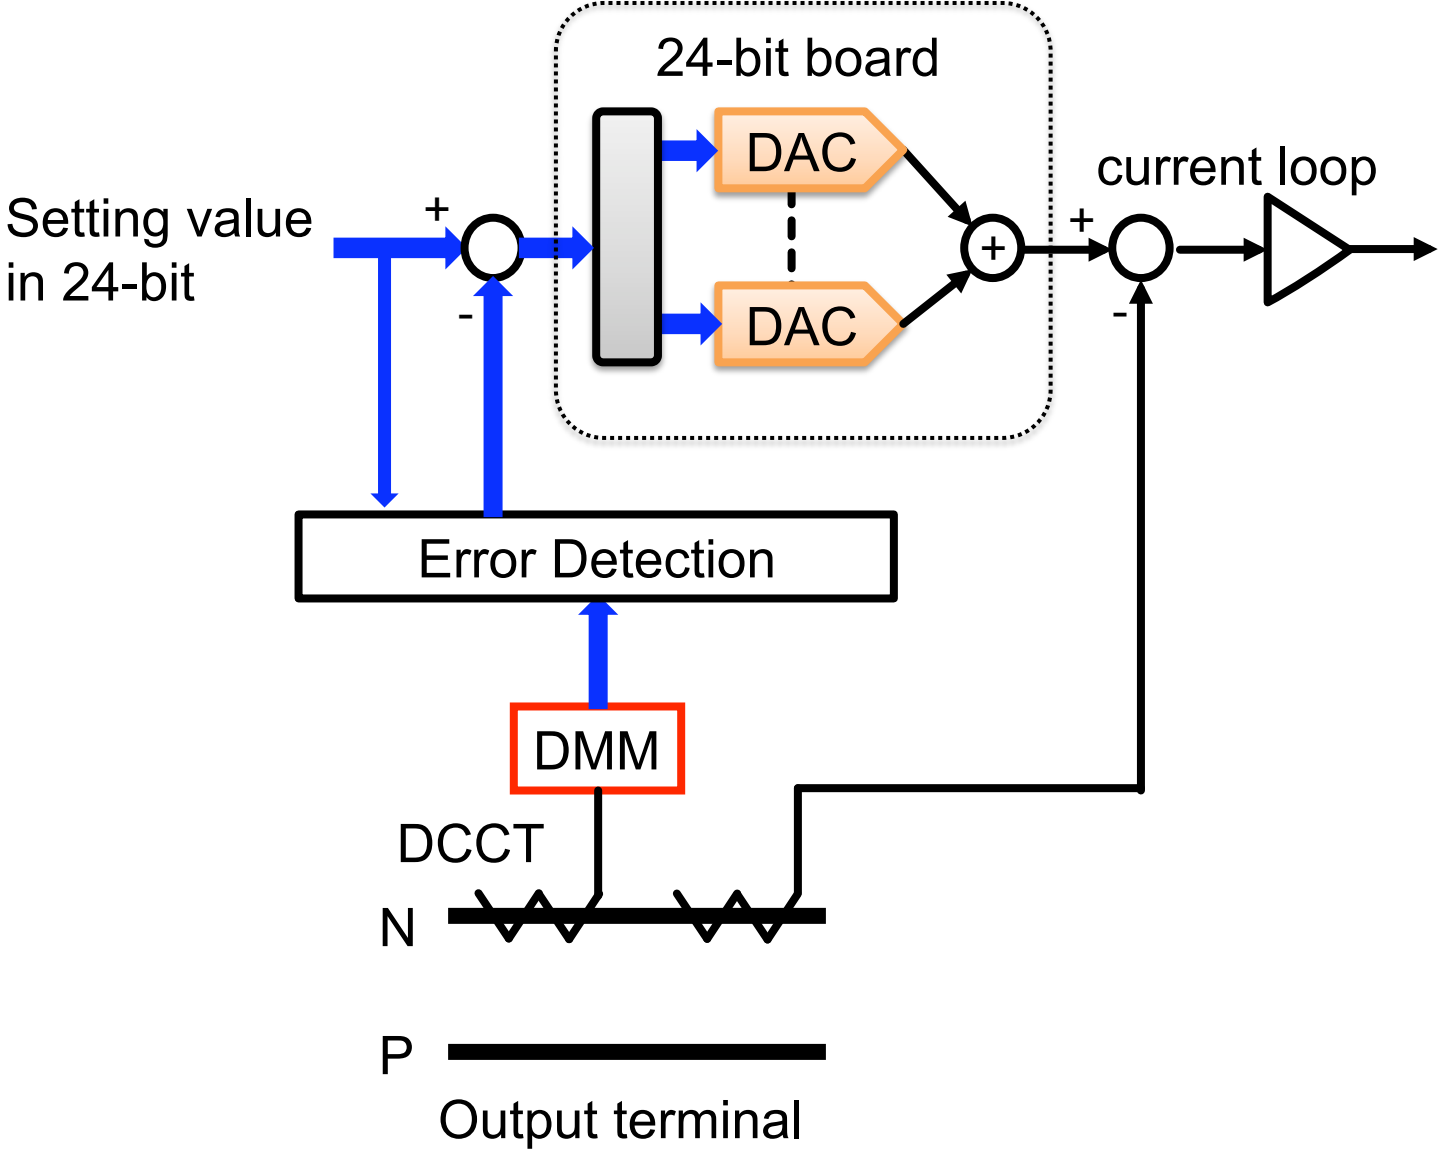 24-bit board
DAC
current loop
Setting value
in 24-bit
+
+
+
-
-
DAC
Error Detection
DMM
DCCT
N
P
Output terminal